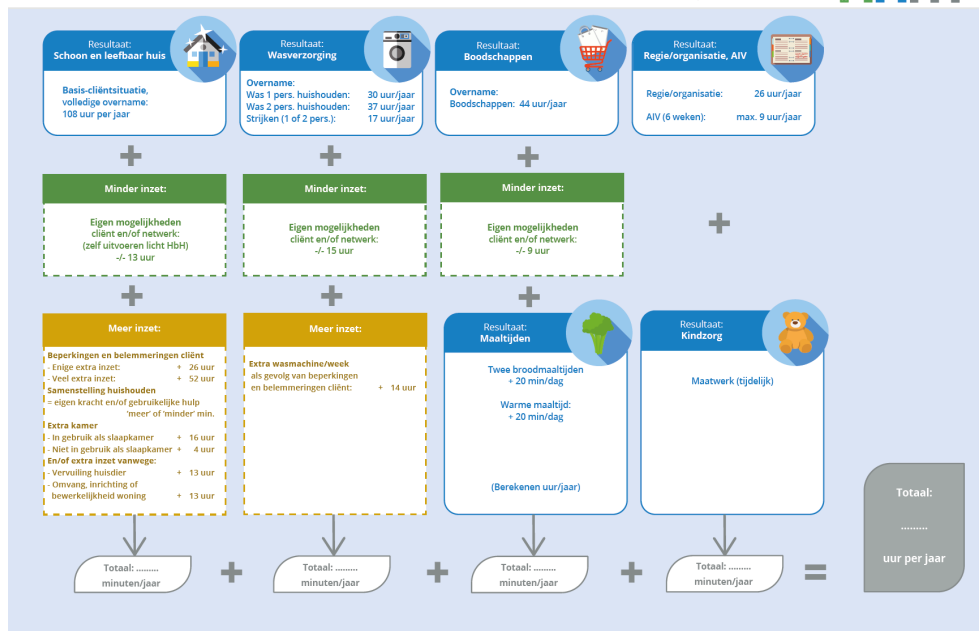 Resultaat:
Schoon en leefbaar huis
Basis-cliëntsituatie,
volledige overname:
108 uur per jaar
Resultaat:
Wasverzorging
Overname:
Was 1 pers. huishouden: 30 uur/jaar
Was 2 pers. huishouden: 37 uur/jaar
Strijken (1 of 2 pers.): 17 uur/jaar
Resultaat:
Boodschappen
Overname:
Boodschappen: 44 uur/jaar
Resultaat:
Regie/organisatie, AIV
Regie/organisatie: 26 uur/jaar
AIV (6 weken): max. 9 uur/jaar
+
+
+
Minder inzet:
Eigen mogelijkheden
cliënt en/of netwerk:
(zelf uitvoeren licht HbH)
-/- 13 uur
Minder inzet:
Eigen mogelijkheden
cliënt en/of netwerk:
-/- 15 uur
Minder inzet:
Eigen mogelijkheden
cliënt en/of netwerk:
-/- 9 uur
+
+
+
+
Meer inzet:
Beperkingen en belemmeringen cliënt
- Enige extra inzet: + 26 uur
- Veel extra inzet: + 52 uur
Samenstelling huishouden
= eigen kracht en/of gebruikelijke hulp
'meer' of 'minder' min.
Extra kamer
- In gebruik als slaapkamer + 16 uur
- Niet in gebruik als slaapkamer + 4 uur
En/of extra inzet vanwege:
- Vervuiling huisdier + 13 uur
- Omvang, inrichting of
bewerkelijkheid woning + 13 uur
Meer inzet:
Extra wasmachine/week
als gevolg van beperkingen
en belemmeringen cliënt: + 14 uur
Resultaat:
Maaltijden
Twee broodmaaltijden
+ 20 min/dag
Warme maaltijd:
+ 20 min/dag
(Berekenen uur/jaar)
Resultaat:
Kindzorg
Maatwerk (tijdelijk)
Totaal: .........
minuten/jaar
+
Totaal: .........
minuten/jaar
+
Totaal: .........
minuten/jaar
+
Totaal: .........
minuten/jaar
=
Totaal:
.........
uur per jaar